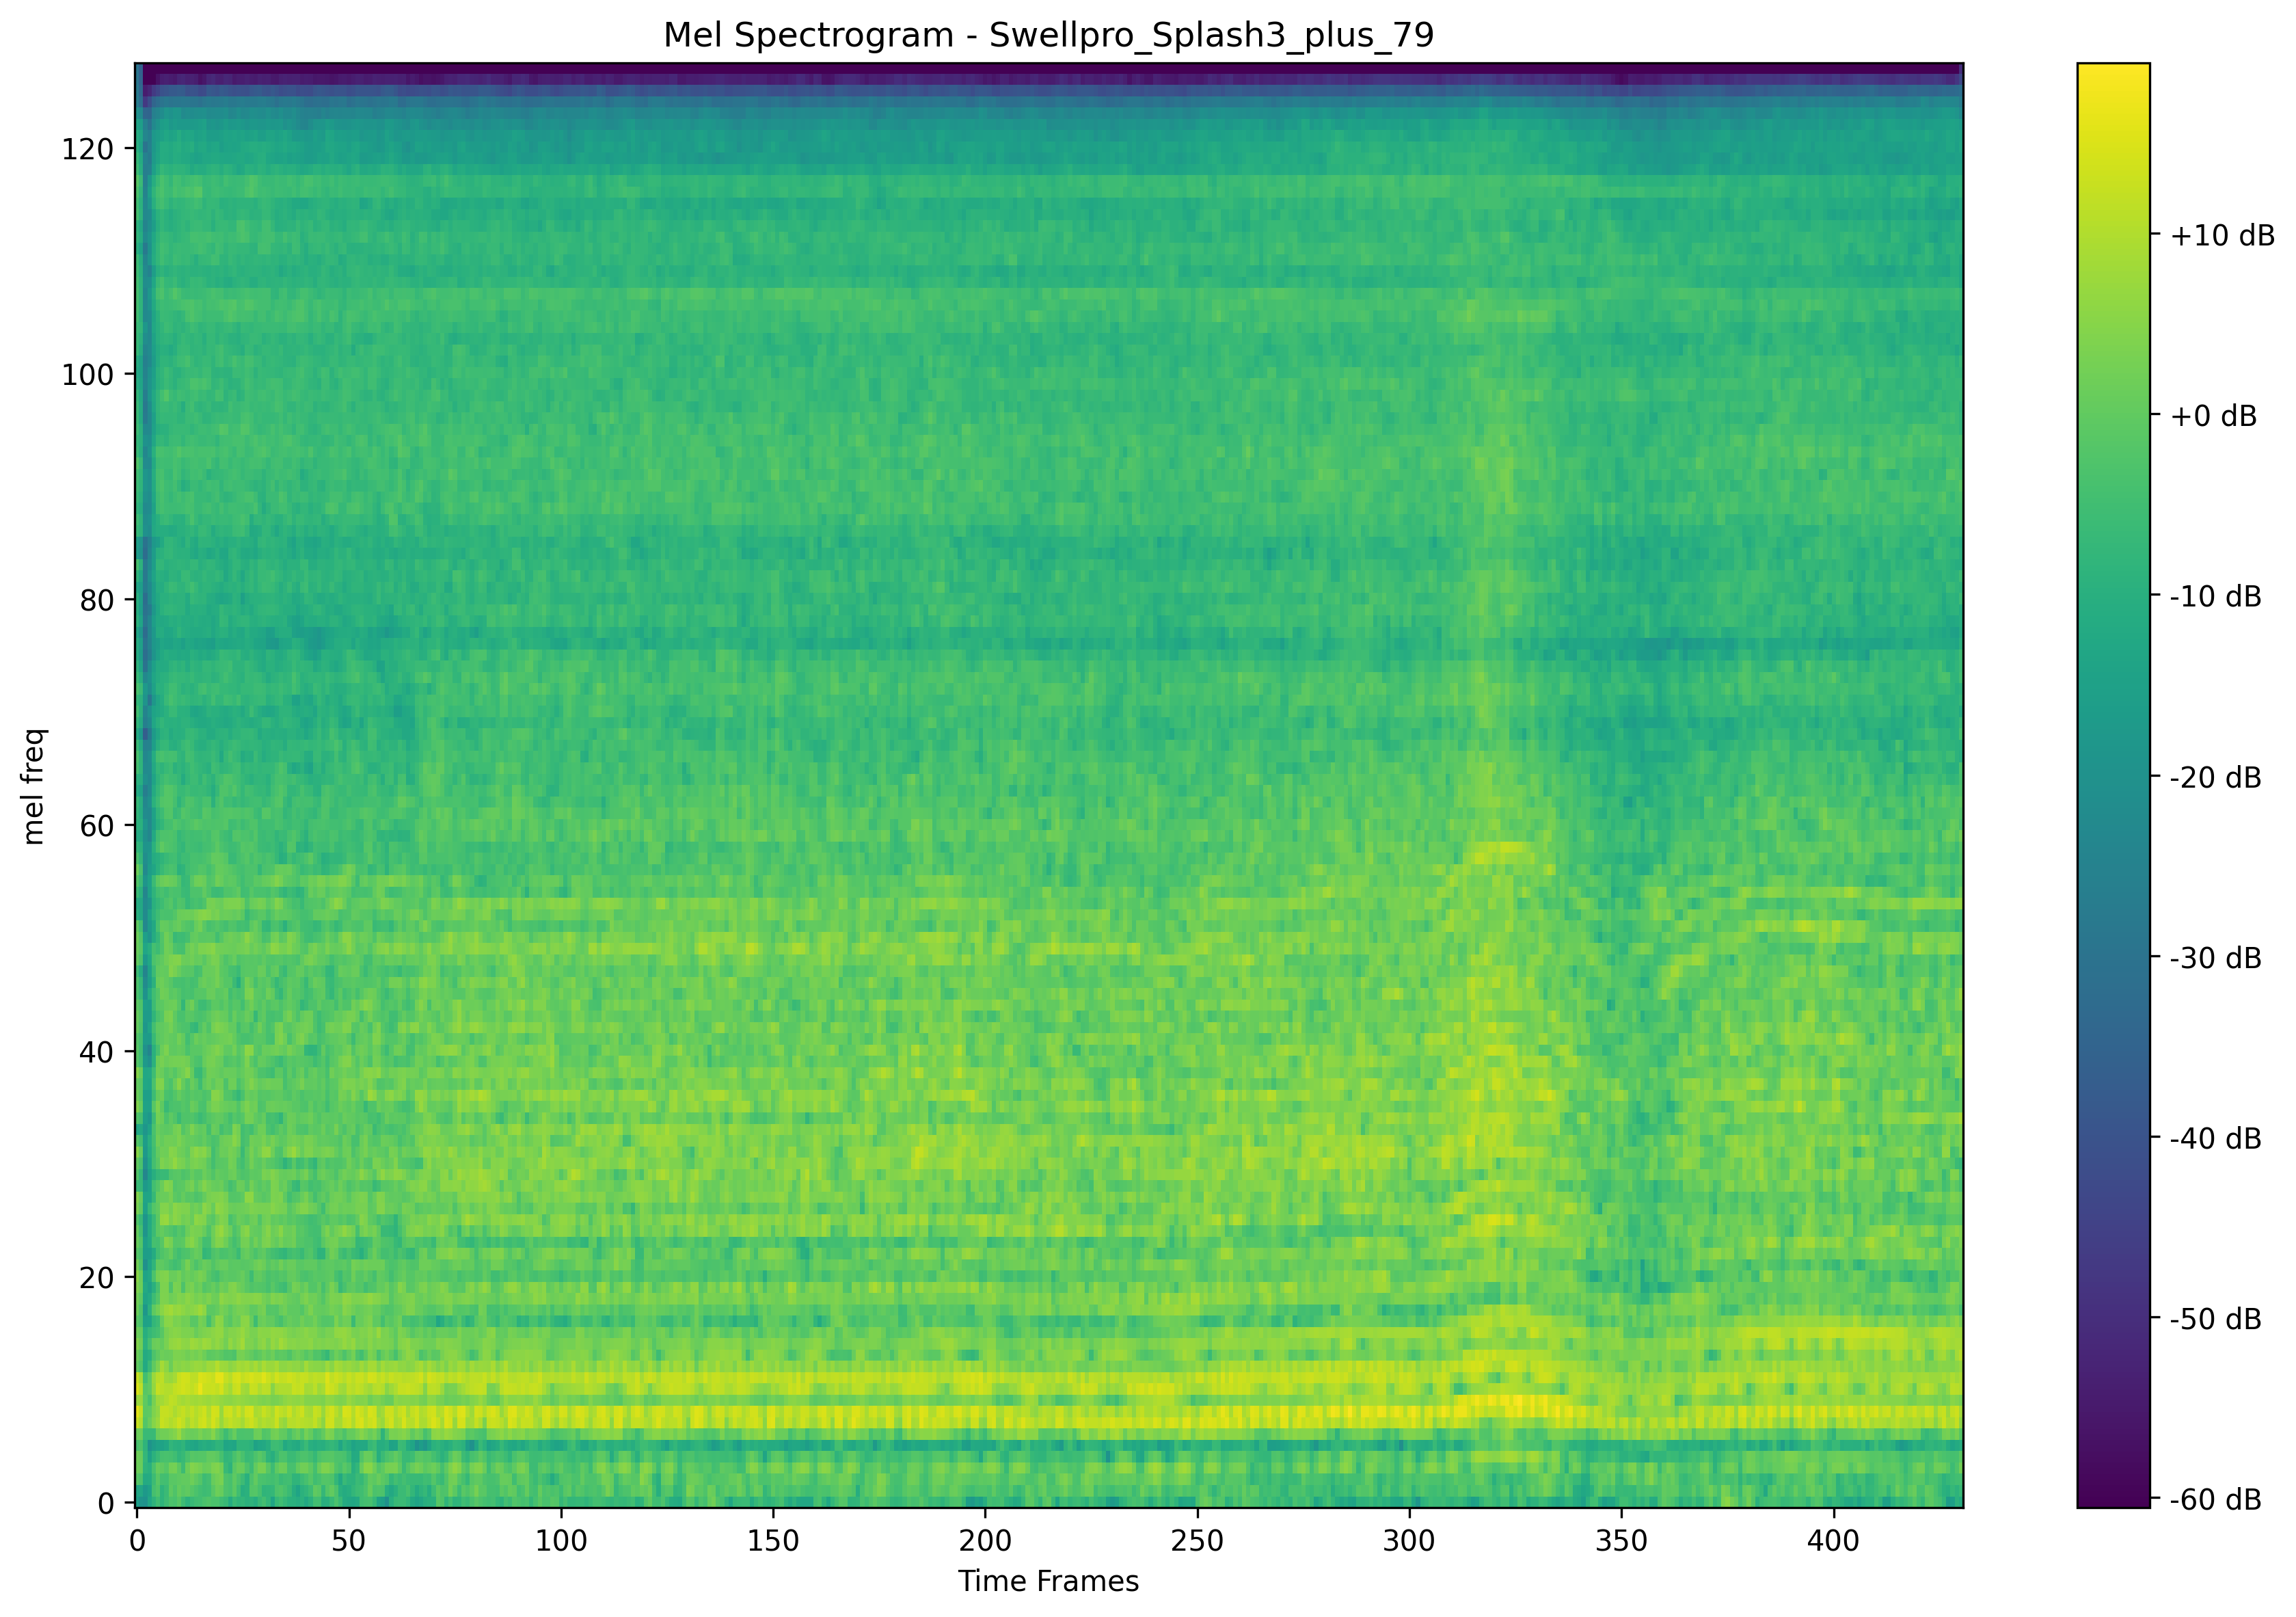 Mel Spectrogram - Swellpro_Splash3_plus_79
mel freq
120
100
80
60
40
20
0
0 50 100 150 200 250 300 350 400
Time Frames
+10 dB
+0 dB
-10 dB
-20 dB
-30 dB
-40 dB
-50 dB
-60 dB